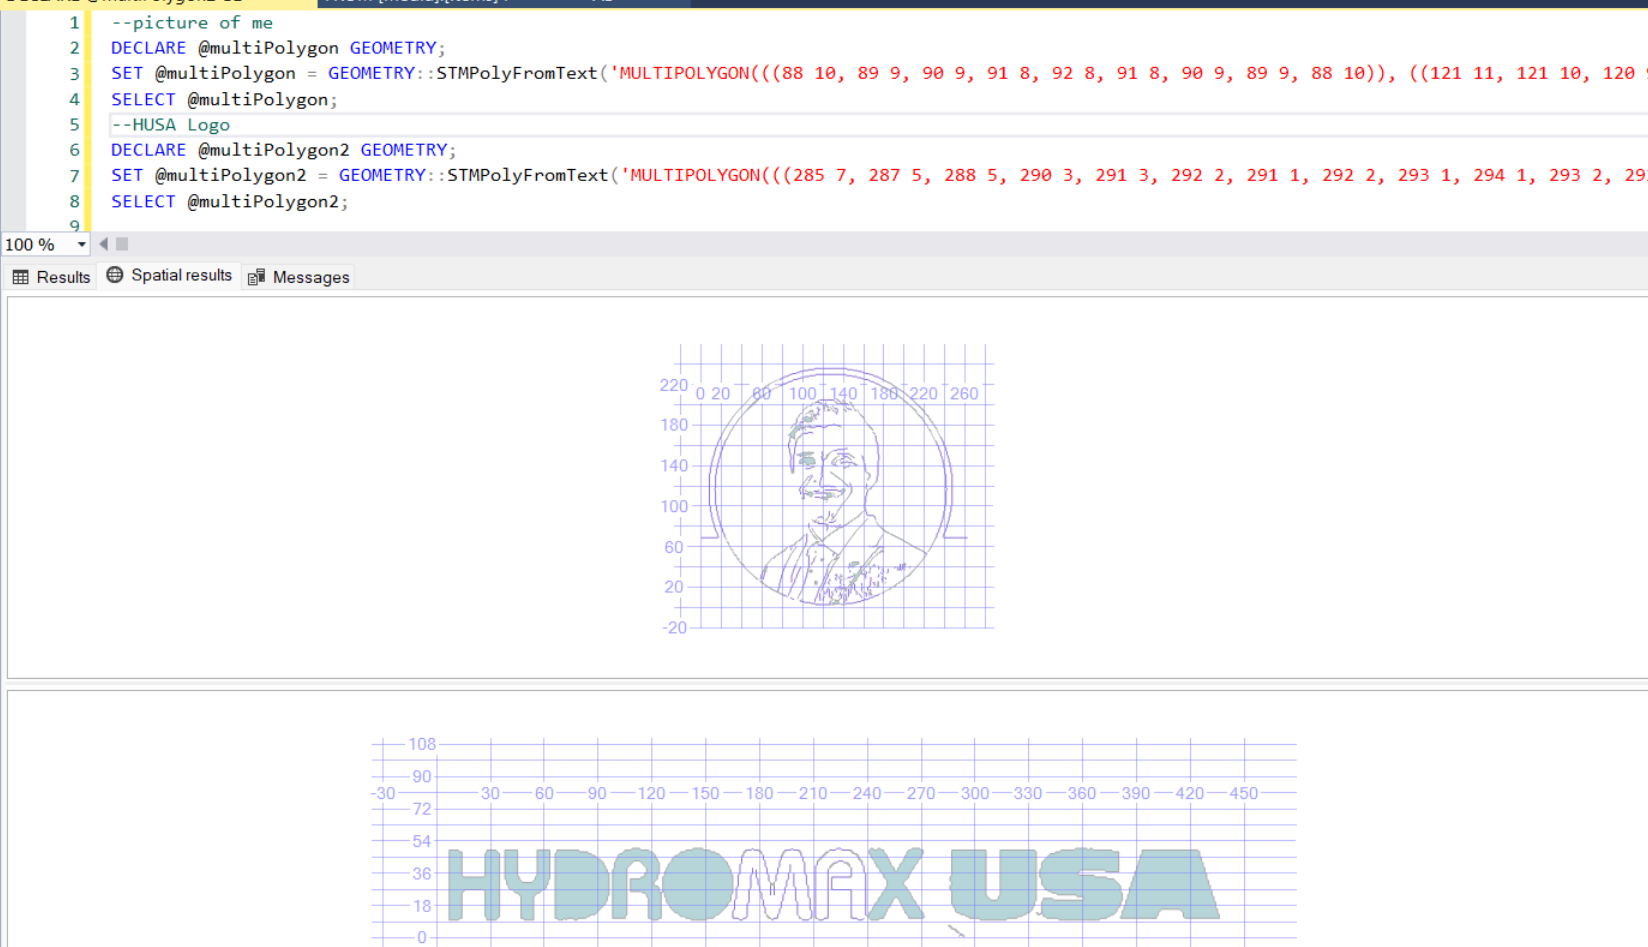 1 --picture of me
2 DECLARE @multiPolygon GEOMETRY;
3 SET @multiPolygon = GEOMETRY::STMPolyFromText('MULTIPOLYGON(((88 10, 89 9, 90 9, 91 8, 92 8, 91 8, 90 9, 89 9, 88 10)), ((121 11, 121 10, 120
4 SELECT @multiPolygon;
5 --HUSA Logo
6 DECLARE @multiPolygon2 GEOMETRY;
7 SET @multiPolygon2 = GEOMETRY::STMPolyFromText('MULTIPOLYGON(((285 7, 287 5, 288 5, 290 3, 291 3, 292 2, 291 1, 292 2, 293 1, 294 1, 293 2,
8 SELECT @multiPolygon2;
9
100 %
Results Spatial results Messages
220 0 20 60 100 140 180 220 260
180
140
100
60
20
-20
108
90
-30 30 60 90 120 150 180 210 240 270 300 330 360 390 420 450
72
54
36
18
0
HYDROMAX USA